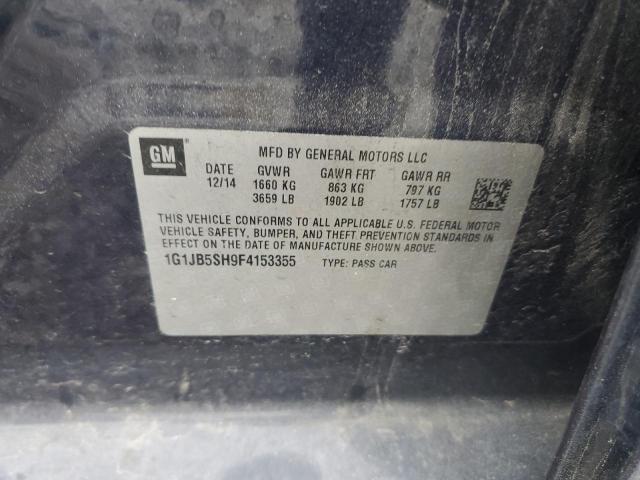 GM
MFD BY GENERAL MOTORS LLC
DATE GVWR GAWR FRT GAWR RR
12/14 1660 KG 863 KG 797 KG
3659 LB 1902 LB 1757 LB
THIS VEHICLE CONFORMS TO ALL APPLICABLE U.S. FEDERAL MOTOR
VEHICLE SAFETY, BUMPER, AND THEFT PREVENTION STANDARDS
IN EFFECT ON THE DATE OF MANUFACTURE SHOWN ABOVE.
1G1JB5SH9F4153355 TYPE: PASS CAR